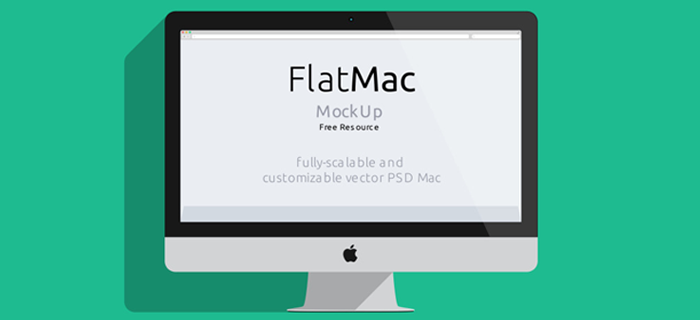 FlatMac
MockUp
Free Resource
fully-scalable and
customizable vector PSD Mac